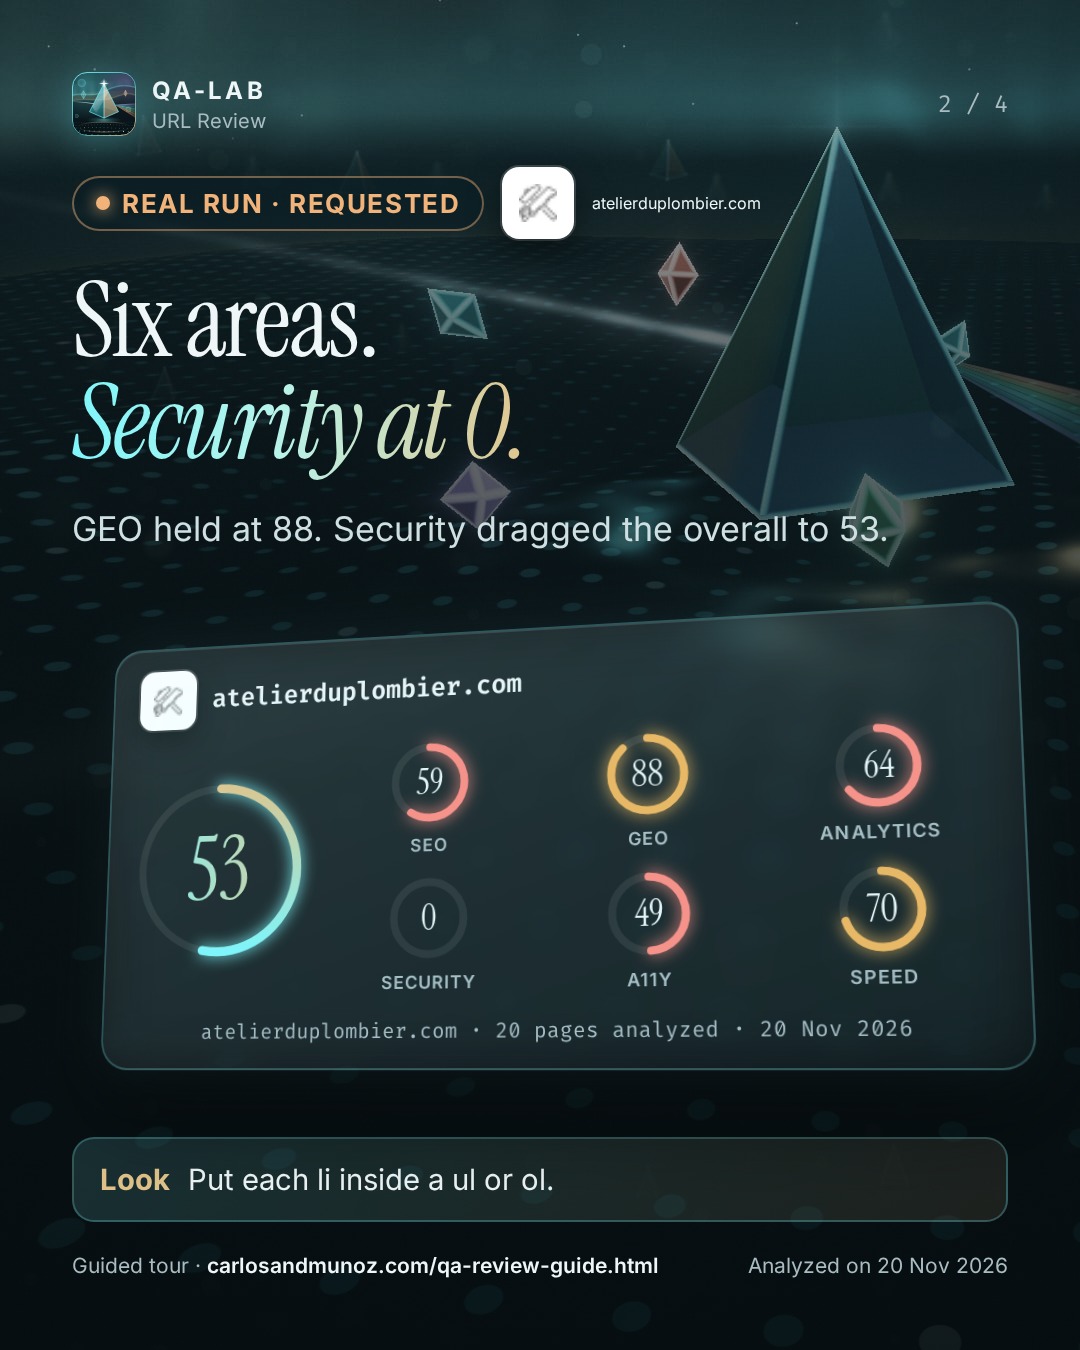 QA-LAB
URL Review
2 / 4
REAL RUN · REQUESTED
atelierduplombier.com
Six areas.
Security at 0.
GEO held at 88. Security dragged the overall to 53.
atelierduplombier.com
53
59
SEO
88
GEO
64
ANALYTICS
0
SECURITY
49
A11Y
70
SPEED
atelierduplombier.com · 20 pages analyzed · 20 Nov 2026
Look Put each li inside a ul or ol.
Guided tour · carlosandmunoz.com/qa-review-guide.html
Analyzed on 20 Nov 2026